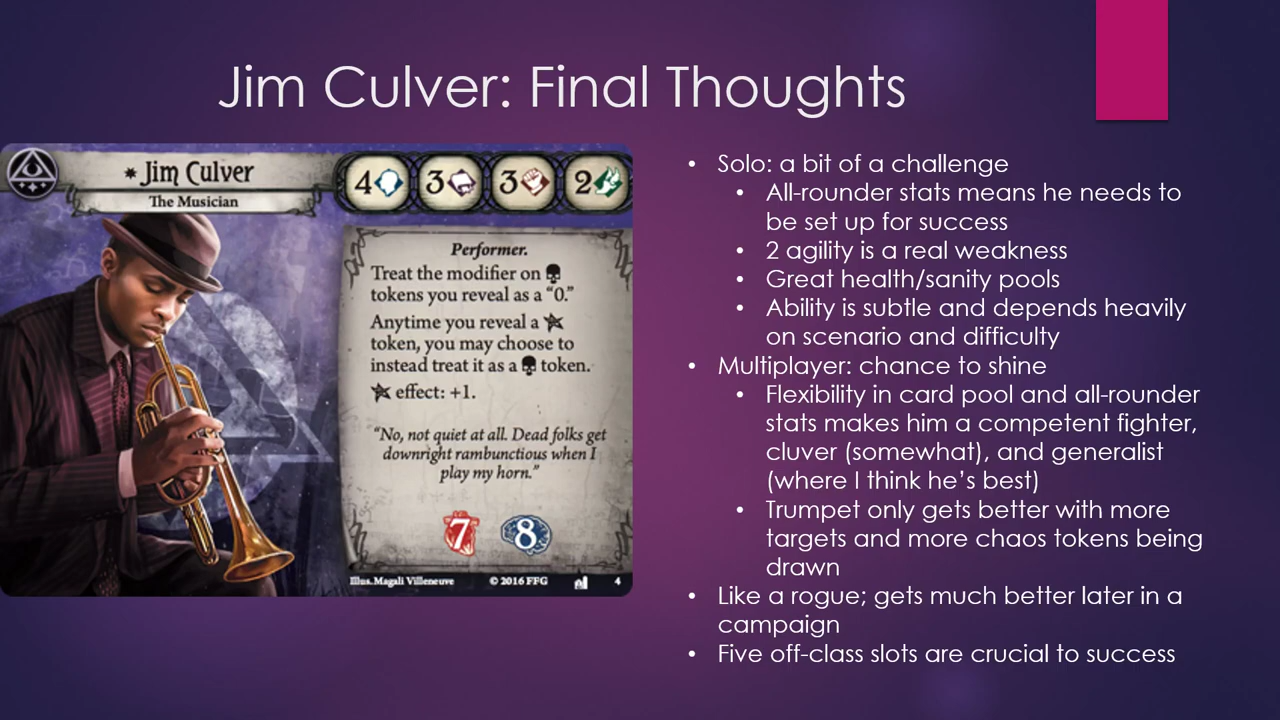 Jim Culver: Final Thoughts
Jim Culver
The Musician
4 3 3 2
Performer.
Treat the modifier on
tokens you reveal as a “0.”
Anytime you reveal a
token, you may choose to
instead treat it as a token.
effect: +1.
“No, not quiet at all. Dead folks get
downright rambunctious when I
play my horn.”
7 8
Illus. Magali Villeneuve © 2016 FFG 4
• Solo: a bit of a challenge
• All-rounder stats means he needs to
be set up for success
• 2 agility is a real weakness
• Great health/sanity pools
• Ability is subtle and depends heavily
on scenario and difficulty
• Multiplayer: chance to shine
• Flexibility in card pool and all-rounder
stats makes him a competent fighter,
cluver (somewhat), and generalist
(where I think he’s best)
• Trumpet only gets better with more
targets and more chaos tokens being
drawn
• Like a rogue; gets much better later in a
campaign
• Five off-class slots are crucial to success